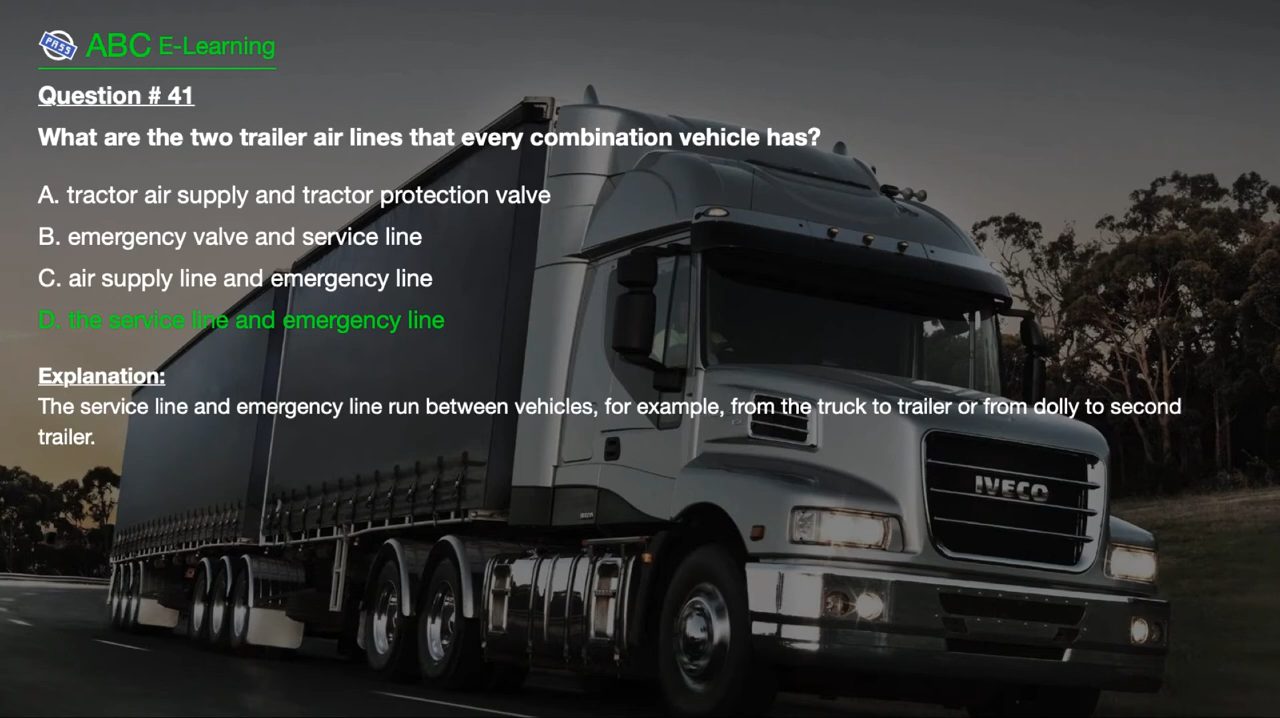 PASS
ABC E-Learning
Question # 41
What are the two trailer air lines that every combination vehicle has?
A. tractor air supply and tractor protection valve
B. emergency valve and service line
C. air supply line and emergency line
D. the service line and emergency line
Explanation:
The service line and emergency line run between vehicles, for example, from the truck to trailer or from dolly to second
trailer.
IVECO